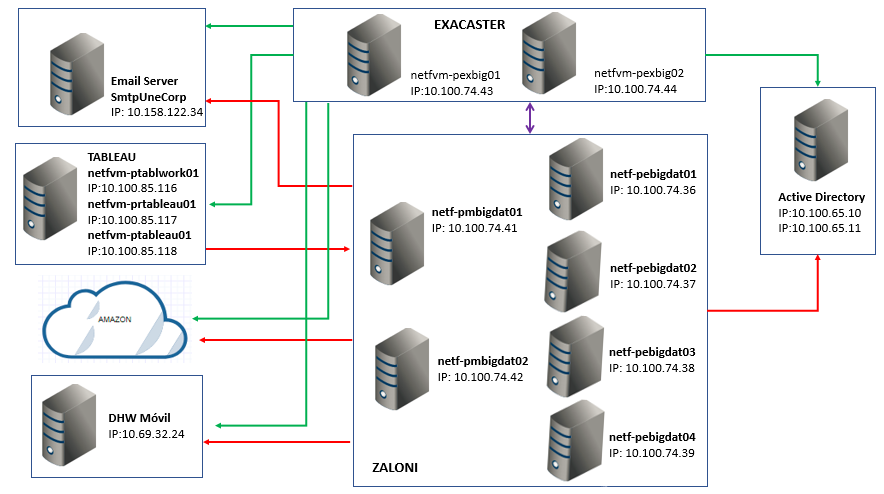 EXACASTER
netfvm-pexbig01
IP:10.100.74.43
netfvm-pexbig02
IP:10.100.74.44
Email Server
SmtpUneCorp
IP: 10.158.122.34
TABLEAU
netfvm-ptablwork01
IP:10.100.85.116
netfvm-prtableau01
IP:10.100.85.117
netfvm-ptableau01
IP:10.100.85.118
AMAZON
DHW Móvil
IP:10.69.32.24
netf-pmbigdat01
IP: 10.100.74.41
netf-pmbigdat02
IP: 10.100.74.42
netf-pebigdat01
IP: 10.100.74.36
netf-pebigdat02
IP: 10.100.74.37
netf-pebigdat03
IP: 10.100.74.38
netf-pebigdat04
IP: 10.100.74.39
ZALONI
Active Directory
IP:10.100.65.10
IP:10.100.65.11